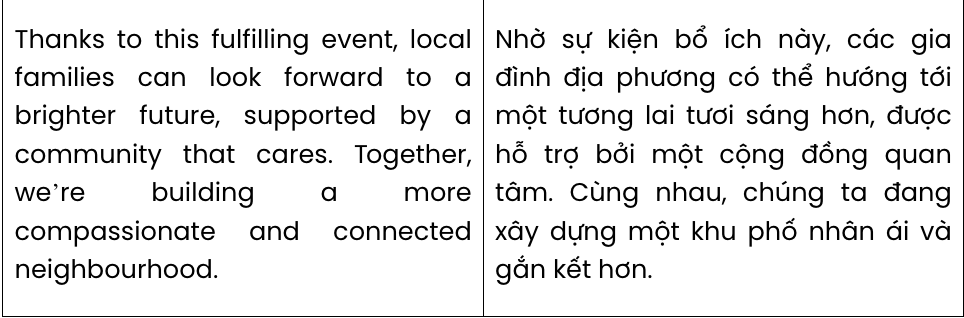 Thanks to this fulfilling event, local
families can look forward to a
brighter future, supported by a
community that cares. Together,
we’re building a more
compassionate and connected
neighbourhood.
Nhờ sự kiện bổ ích này, các gia
đình địa phương có thể hướng tới
một tương lai tươi sáng hơn, được
hỗ trợ bởi một cộng đồng quan
tâm. Cùng nhau, chúng ta đang
xây dựng một khu phố nhân ái và
gắn kết hơn.